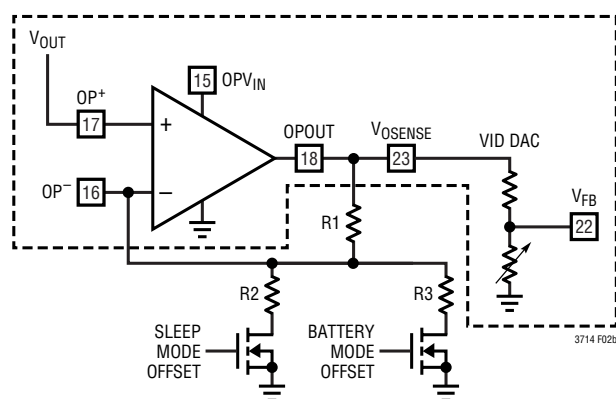 VOUT
OP+
17
15
OPVIN
+
OPOUT
18
VOSENSE
23
VID DAC
VFB
22
OP–
16
–
R1
R2
R3
SLEEP
MODE
OFFSET
BATTERY
MODE
OFFSET
3714 F02b